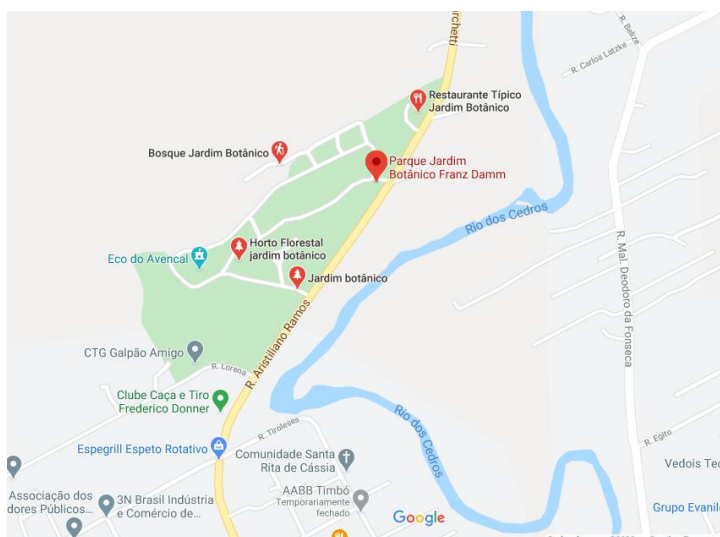 R. Belize
R. Carlos Latzke
Restaurante Típico
Jardim Botânico
Bosque Jardim Botânico
Parque Jardim
Botânico Franz Damm
Rio dos Cedros
Horto Florestal
jardim botânico
Eco do Avencal
Jardim botânico
R. Mal. Deodoro da Fonseca
R. Aristiliano Ramos
CTG Galpão Amigo
R. Lorena
Clube Caça e Tiro
Frederico Donner
Rio dos Cedros
R. Tiroleses
Espegrill Espeto Rotativo
R. Egito
Comunidade Santa
Rita de Cássia
Vedois Tec
Associação dos
dores Públicos...
3N Brasil Indústria
e Comércio de...
AABB Timbó
Temporariamente
fechado
Grupo Evanil
Google